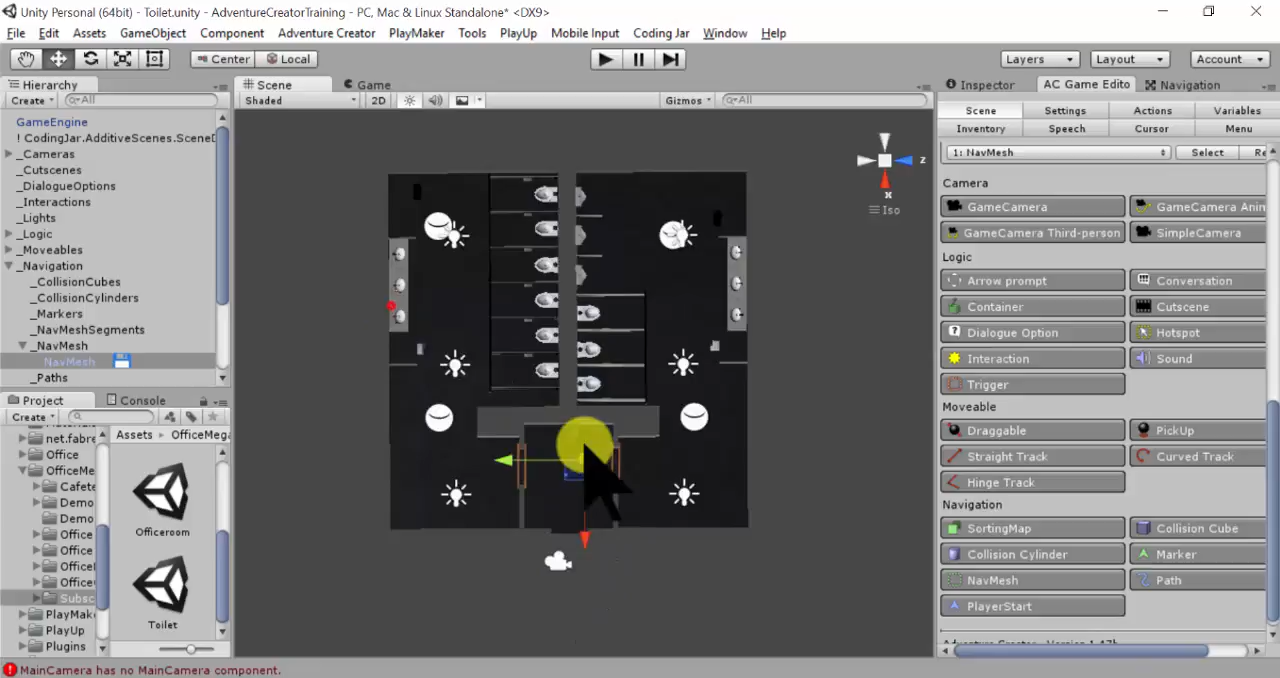 Unity Personal (64bit) - Toilet.unity - AdventureCreatorTraining - PC, Mac & Linux Standalone* <DX9>
File Edit Assets GameObject Component Adventure Creator PlayMaker Tools PlayUp Mobile Input Coding Jar Window Help
Center Local Layers Layout Account
Hierarchy Scene Game Inspector AC Game Edito Navigation
Create All Shaded 2D Gizmos All
Scene Settings Actions Variables
Inventory Speech Cursor Menu
GameEngine
! CodingJar.AdditiveScenes.SceneD
_Cameras
_Cutscenes
_DialogueOptions
_Interactions
_Lights
_Logic
_Moveables
_Navigation
_CollisionCubes
_CollisionCylinders
_Markers
_NavMeshSegments
_NavMesh
NavMesh
_Paths
z
x
Iso
1: NavMesh Select Re
Camera
GameCamera GameCamera Anim
GameCamera Third-person SimpleCamera
Logic
Arrow prompt Conversation
Container Cutscene
Dialogue Option Hotspot
Interaction Sound
Trigger
Moveable
Draggable PickUp
Straight Track Curved Track
Hinge Track
Navigation
SortingMap Collision Cube
Collision Cylinder Marker
NavMesh Path
PlayerStart
Project Console
Create
Assets OfficeMega
net.fabre
Office
OfficeMe
Cafete
Demo
Demo
Office
Office
OfficeI
Office
Subsc
PlayMak
PlayUp
Plugins
Officeroom
Toilet
MainCamera has no MainCamera component.